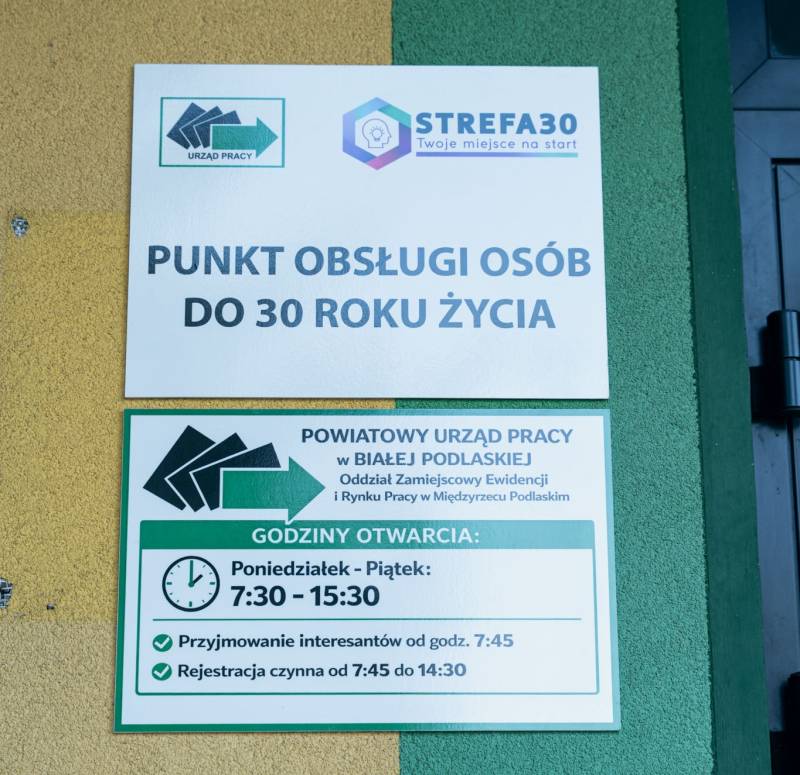 URZĄD PRACY
STREFA30
Twoje miejsce na start
PUNKT OBSŁUGI OSÓB
DO 30 ROKU ŻYCIA
POWIATOWY URZĄD PRACY
w BIAŁEJ PODLASKIEJ
Oddział Zamiejscowy Ewidencji
i Rynku Pracy w Międzyrzecu Podlaskim
GODZINY OTWARCIA:
Poniedziałek - Piątek:
7:30 - 15:30
Przyjmowanie interesantów od godz. 7:45
Rejestracja czynna od 7:45 do 14:30